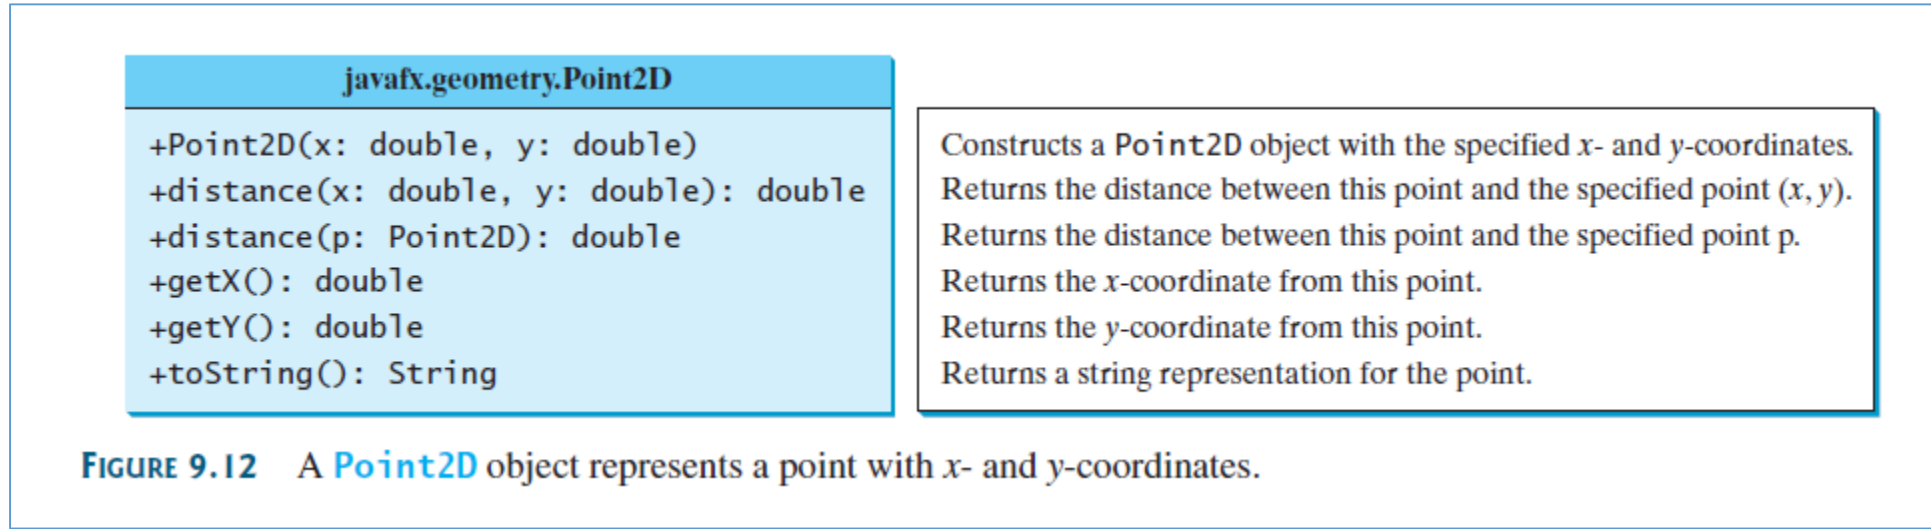 javafx.geometry.Point2D
+Point2D(x: double, y: double)
+distance(x: double, y: double): double
+distance(p: Point2D): double
+getX(): double
+getY(): double
+toString(): String
Constructs a Point2D object with the specified x- and y-coordinates.
Returns the distance between this point and the specified point (x, y).
Returns the distance between this point and the specified point p.
Returns the x-coordinate from this point.
Returns the y-coordinate from this point.
Returns a string representation for the point.
FIGURE 9.12 A Point2D object represents a point with x- and y-coordinates.